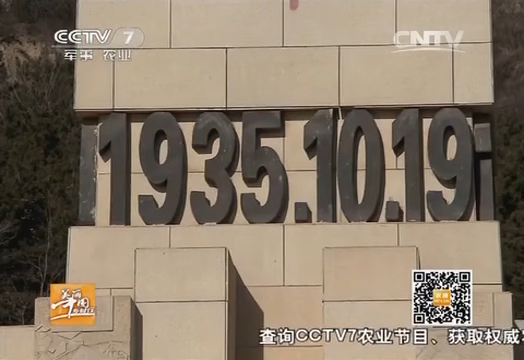 CCTV 7
军事 农业
CNTV
1935.10.19
美丽中国
查询CCTV7农业节目、获取权威